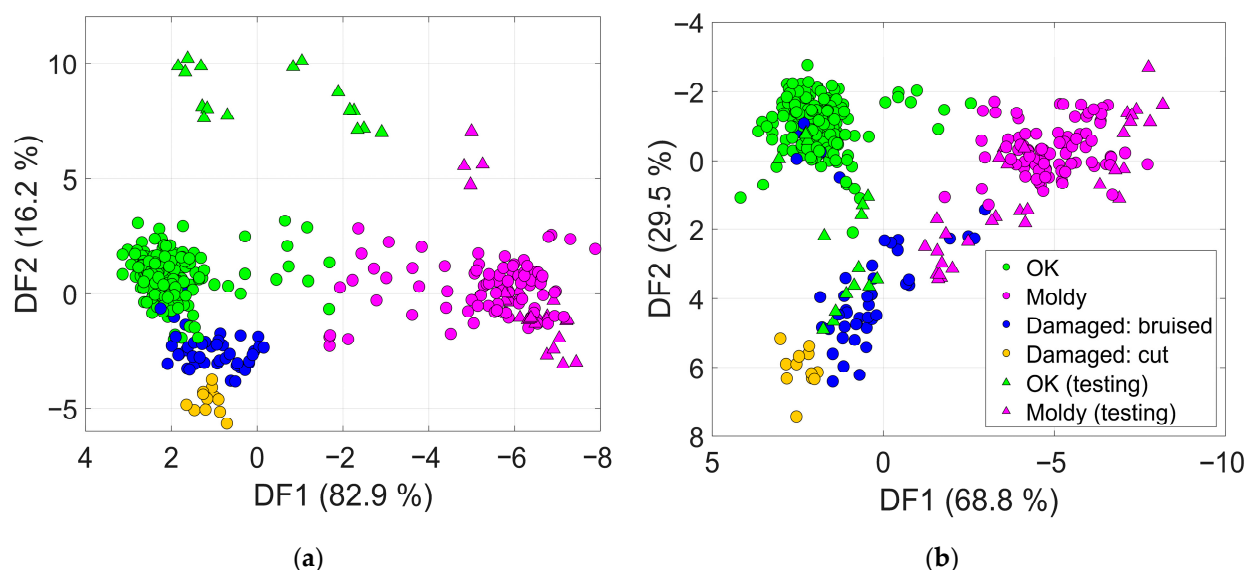 10
5
0
−5
4
2
0
−2
−4
−6
−8
DF2 (16.2 %)
DF1 (82.9 %)
(a)
−4
−2
0
2
4
6
8
5
0
−5
−10
DF2 (29.5 %)
DF1 (68.8 %)
OK
Moldy
Damaged: bruised
Damaged: cut
OK (testing)
Moldy (testing)
(b)